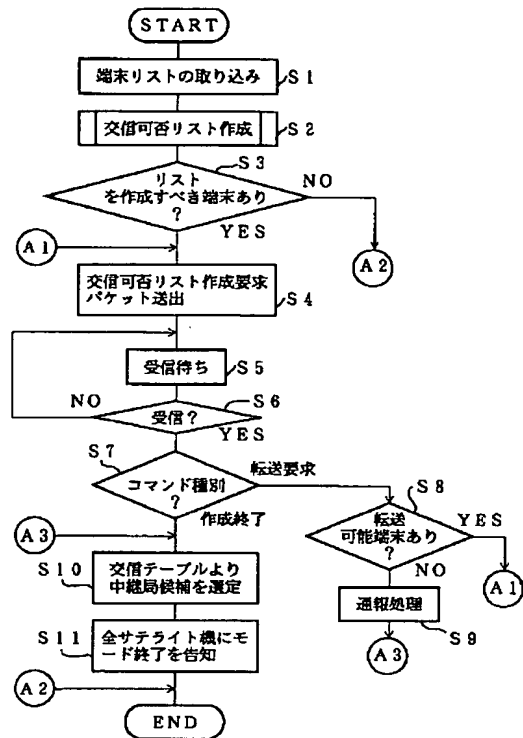 START
端末リストの取り込み S1
交信可否リスト作成 S2
S3
リスト
を作成すべき端末あり
?
NO
YES
A1
A2
交信可否リスト作成要求
パケット送出
S4
受信待ち S5
NO
受信?
S6
YES
S7
コマンド種別
?
転送要求
作成終了
S8
転送
可能端末あり
?
YES
NO
A1
A3
S10
交信テーブルより
中継局候補を選定
通報処理
S9
A3
S11
全サテライト機にモ
ード終了を告知
A2
END